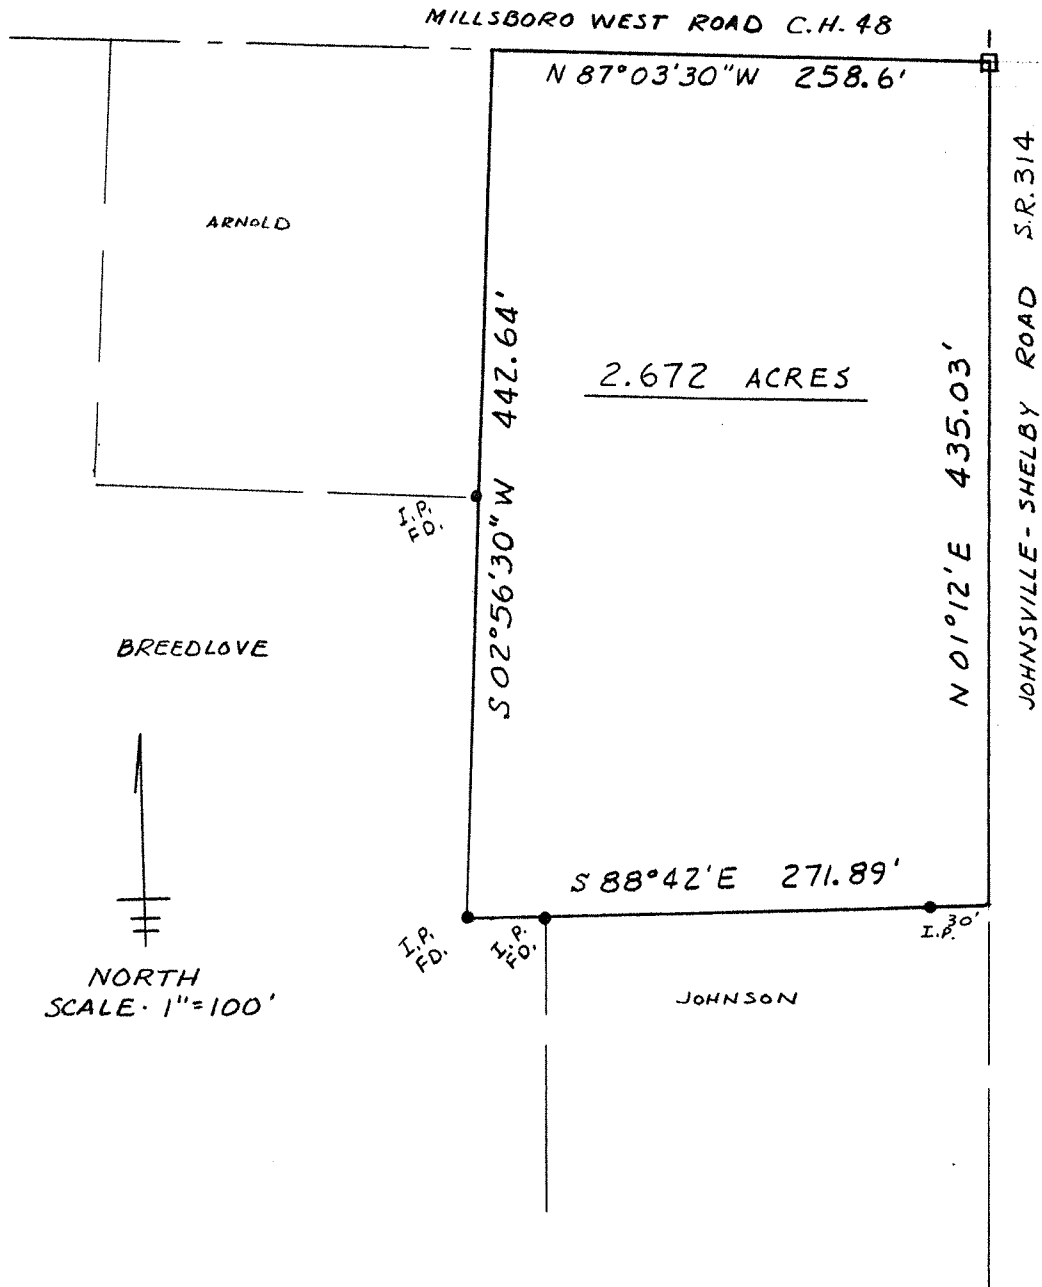 MILLSBORO WEST ROAD C.H. 48
N 87°03'30"W 258.6'
ARNOLD
S.R. 314
JOHNSVILLE - SHELBY ROAD
S 02°56'30"W 442.64'
2.672 ACRES
N 01°12'E 435.03'
I.P.
FD.
BREEDLOVE
S 88°42'E 271.89'
I.P.
FD.
I.P.
FD.
30'
I.P.
NORTH
SCALE· 1"=100'
JOHNSON